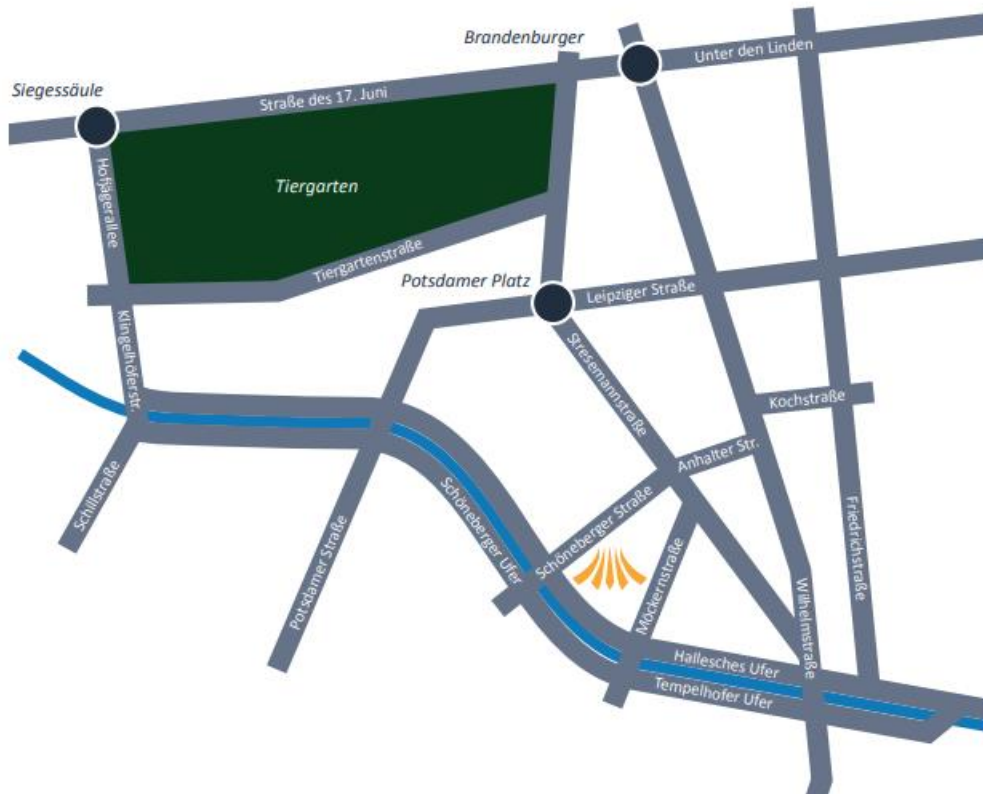 Brandenburger
Unter den Linden
Siegessäule
Straße des 17. Juni
Hofjägerallee
Tiergarten
Tiergartenstraße
Potsdamer Platz
Leipziger Straße
Klingelhöferstr.
Stresemannstraße
Kochstraße
Anhalter Str.
Schillstraße
Schöneberger Ufer
Schöneberger Straße
Friedrichstraße
Potsdamer Straße
Möckernstraße
Wilhelmstraße
Hallesches Ufer
Tempelhofer Ufer